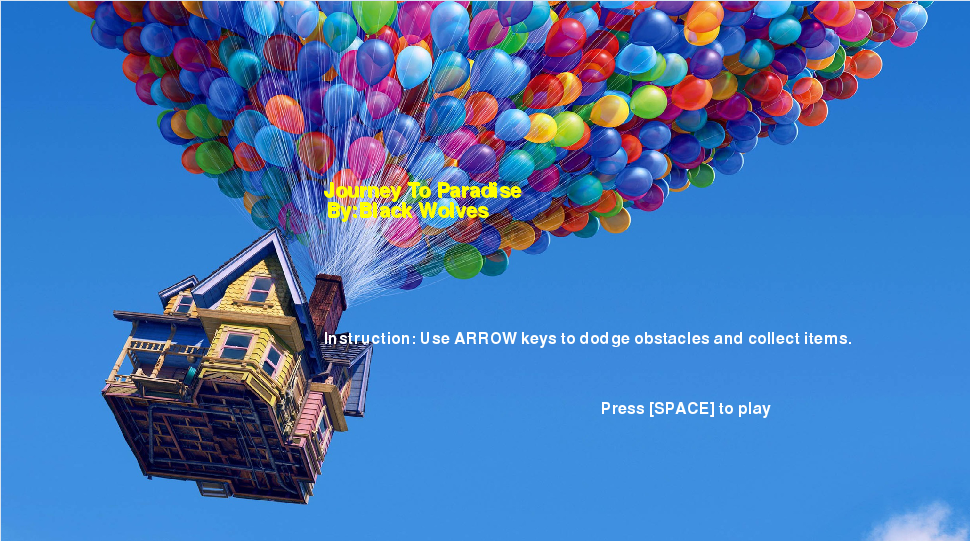 Journey To Paradise
By:Black Wolves
Instruction: Use ARROW keys to dodge obstacles and collect items.
Press [SPACE] to play